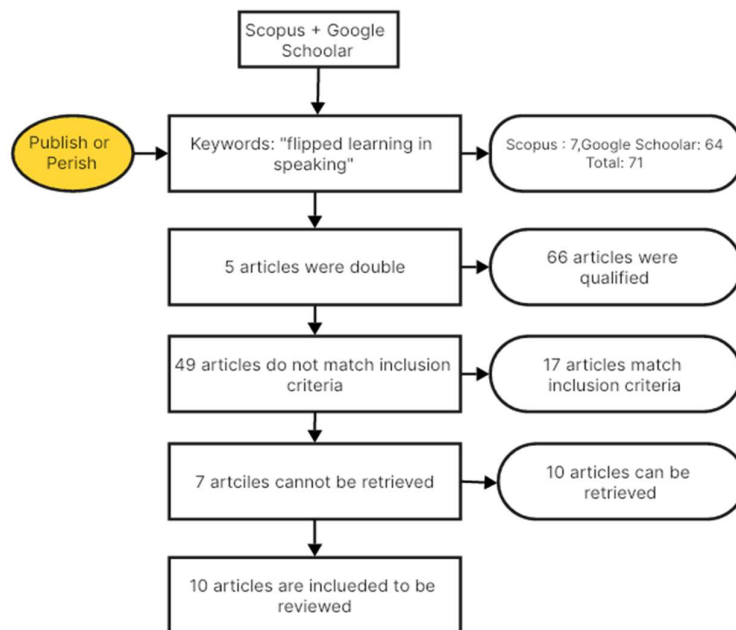 Scopus + Google
Schoolar
Publish or
Perish
Keywords: "flipped learning in
speaking"
Scopus : 7,Google Schoolar: 64
Total: 71
5 articles were double
66 articles were
qualified
49 articles do not match inclusion
criteria
17 articles match
inclusion criteria
7 artciles cannot be retrieved
10 articles can be
retrieved
10 articles are inclueded to be
reviewed